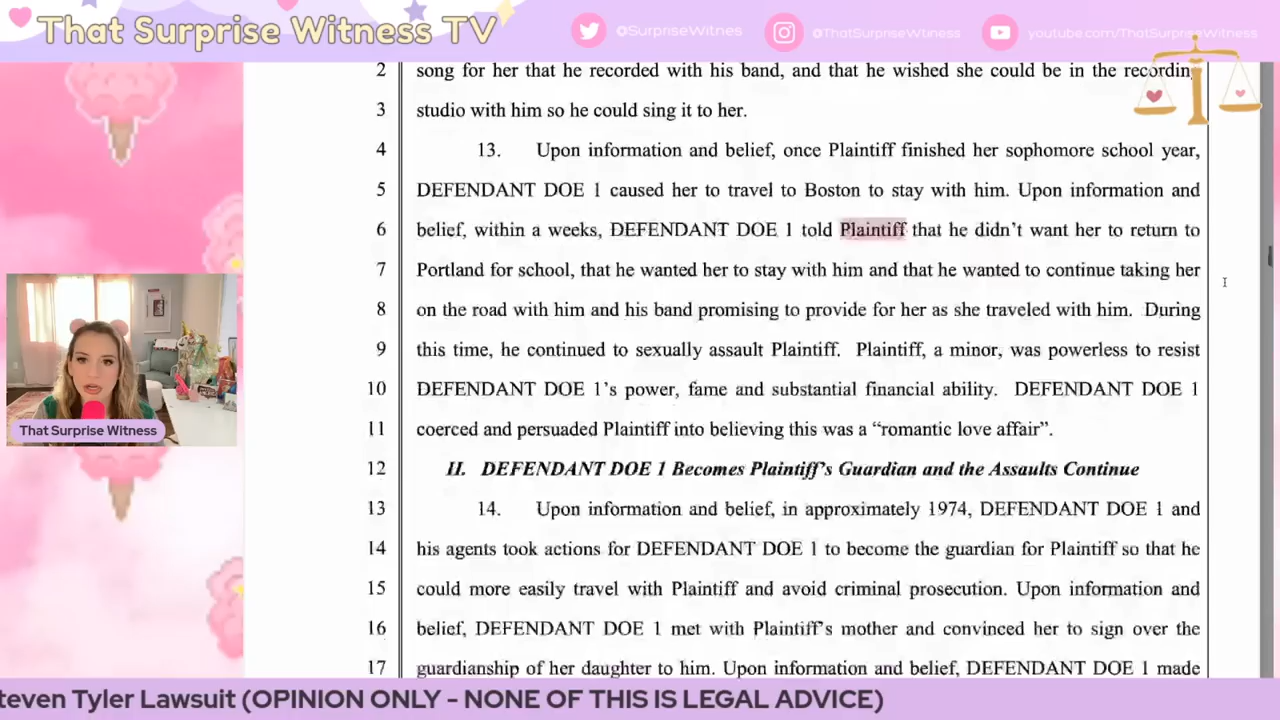 That Surprise Witness TV
@SurpriseWitnes
@ThatSurpriseWitness
youtube.com/ThatSurpriseWitness
2 song for her that he recorded with his band, and that he wished she could be in the recording
3 studio with him so he could sing it to her.
4 13. Upon information and belief, once Plaintiff finished her sophomore school year,
5 DEFENDANT DOE 1 caused her to travel to Boston to stay with him. Upon information and
6 belief, within a weeks, DEFENDANT DOE 1 told Plaintiff that he didn't want her to return to
7 Portland for school, that he wanted her to stay with him and that he wanted to continue taking her
8 on the road with him and his band promising to provide for her as she traveled with him. During
9 this time, he continued to sexually assault Plaintiff. Plaintiff, a minor, was powerless to resist
10 DEFENDANT DOE 1's power, fame and substantial financial ability. DEFENDANT DOE 1
11 coerced and persuaded Plaintiff into believing this was a “romantic love affair”.
12 II. DEFENDANT DOE 1 Becomes Plaintiff's Guardian and the Assaults Continue
13 14. Upon information and belief, in approximately 1974, DEFENDANT DOE 1 and
14 his agents took actions for DEFENDANT DOE 1 to become the guardian for Plaintiff so that he
15 could more easily travel with Plaintiff and avoid criminal prosecution. Upon information and
16 belief, DEFENDANT DOE 1 met with Plaintiff's mother and convinced her to sign over the
17 guardianship of her daughter to him. Upon information and belief, DEFENDANT DOE 1 made
That Surprise Witness
teven Tyler Lawsuit (OPINION ONLY - NONE OF THIS IS LEGAL ADVICE)